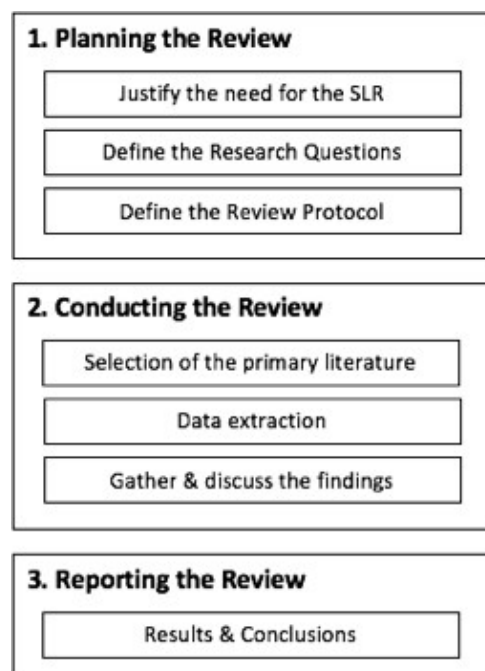 1. Planning the Review
Justify the need for the SLR
Define the Research Questions
Define the Review Protocol
2. Conducting the Review
Selection of the primary literature
Data extraction
Gather & discuss the findings
3. Reporting the Review
Results & Conclusions